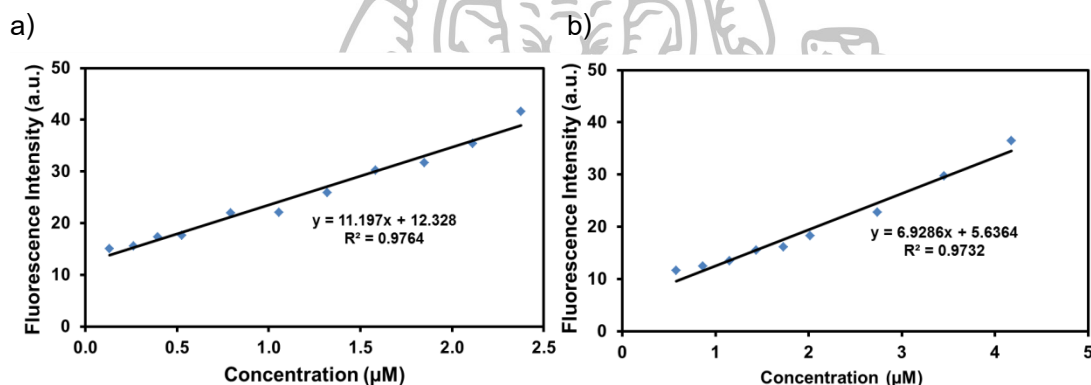 a)
b)
Fluorescence Intensity (a.u.)
50
40
30
20
10
0
y = 11.197x + 12.328
R² = 0.9764
0.0 0.5 1.0 1.5 2.0 2.5
Concentration (µM)
Fluorescence Intensity (a.u.)
50
40
30
20
10
0
y = 6.9286x + 5.6364
R² = 0.9732
0 1 2 3 4 5
Concentration (µM)